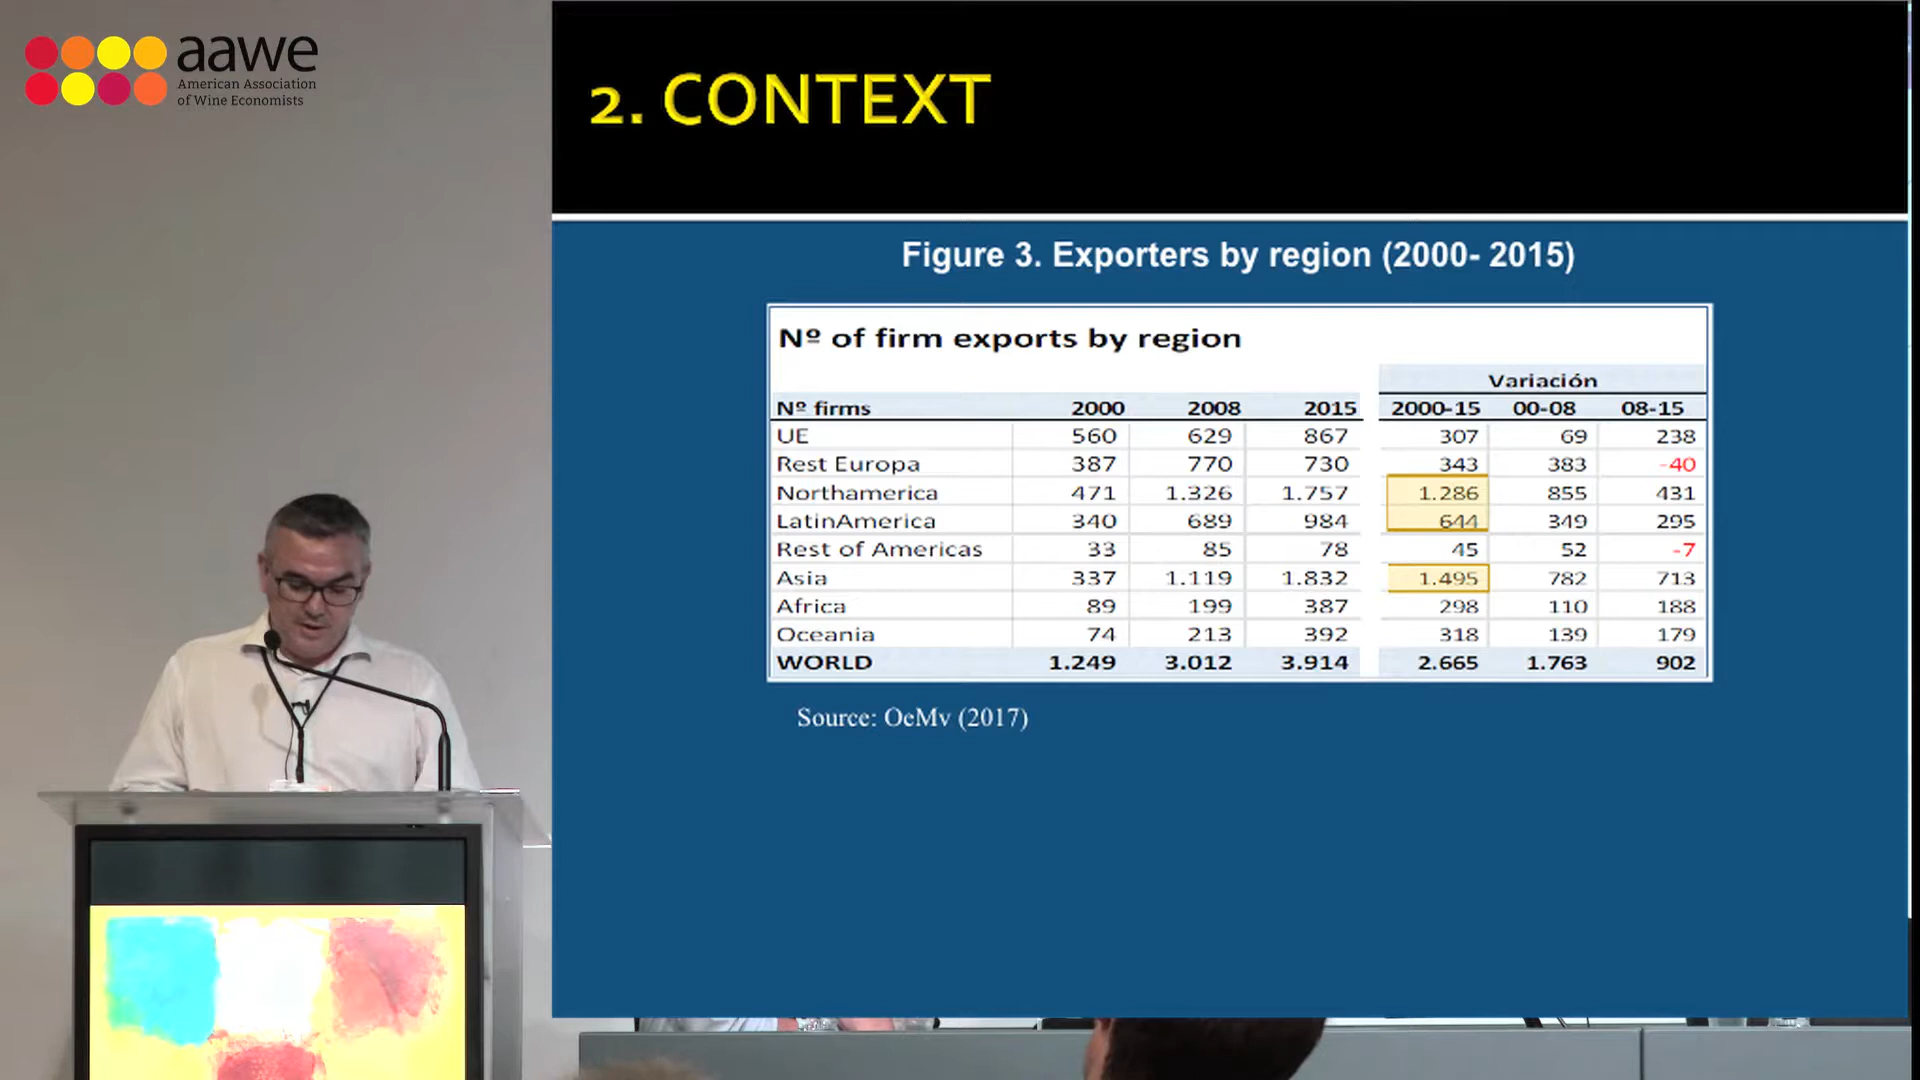 aawe
American Association
of Wine Economists
2. CONTEXT
Figure 3. Exporters by region (2000- 2015)
Nº of firm exports by region
Variación
Nº firms 2000 2008 2015 2000-15 00-08 08-15
UE 560 629 867 307 69 238
Rest Europa 387 770 730 343 383 -40
Northamerica 471 1.326 1.757 1.286 855 431
LatinAmerica 340 689 984 644 349 295
Rest of Americas 33 85 78 45 52 -7
Asia 337 1.119 1.832 1.495 782 713
Africa 89 199 387 298 110 188
Oceania 74 213 392 318 139 179
WORLD 1.249 3.012 3.914 2.665 1.763 902
Source: OeMv (2017)